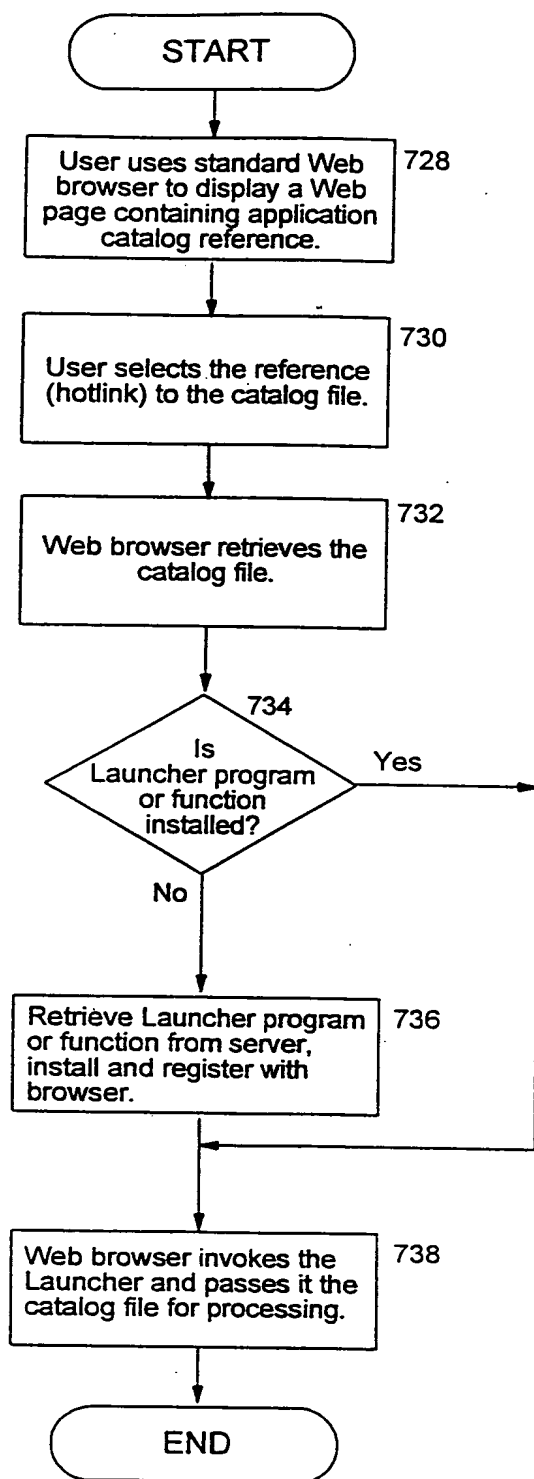 START
728
User uses standard Web
browser to display a Web
page containing application
catalog reference.
730
User selects the reference
(hotlink) to the catalog file.
732
Web browser retrieves the
catalog file.
734
Is
Launcher program
or function
installed?
Yes
No
736
Retrieve Launcher program
or function from server,
install and register with
browser.
738
Web browser invokes the
Launcher and passes it the
catalog file for processing.
END